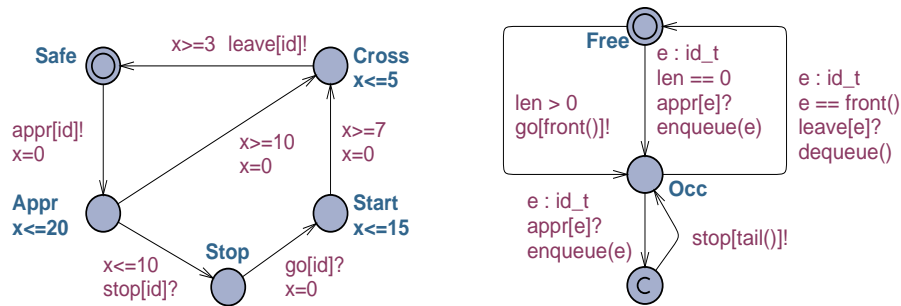 Safe
x>=3 leave[id]!
Cross
x<=5
appr[id]!
x=0
x>=10
x=0
x>=7
x=0
Appr
x<=20
Start
x<=15
Stop
x<=10
stop[id]?
go[id]?
x=0
Free
e : id_t
len == 0
appr[e]?
enqueue(e)
len > 0
go[front()]!
e : id_t
e == front()
leave[e]?
dequeue()
Occ
e : id_t
appr[e]?
enqueue(e)
stop[tail()]!
C